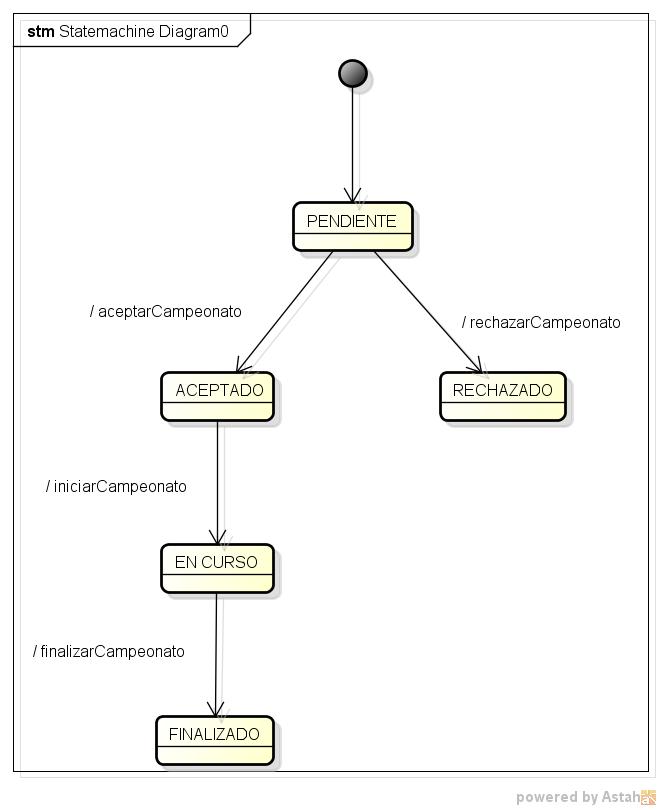 stm Statemachine Diagram0
PENDIENTE
/ aceptarCampeonato
/ rechazarCampeonato
ACEPTADO
RECHAZADO
/ iniciarCampeonato
EN CURSO
/ finalizarCampeonato
FINALIZADO
powered by Astah